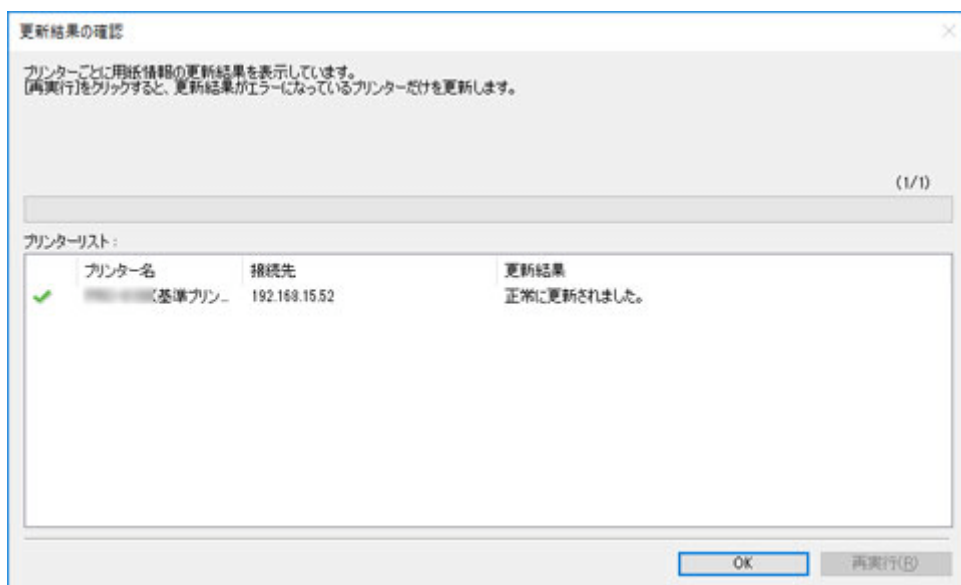 更新結果の確認
プリンターごとに用紙情報の更新結果を表示しています。
[再実行]をクリックすると、更新結果がエラーになっているプリンターだけを更新します。
(1/1)
プリンターリスト:
プリンター名 接続先 更新結果
(基準プリン... 192.168.15.52 正常に更新されました。
OK 再実行(R)